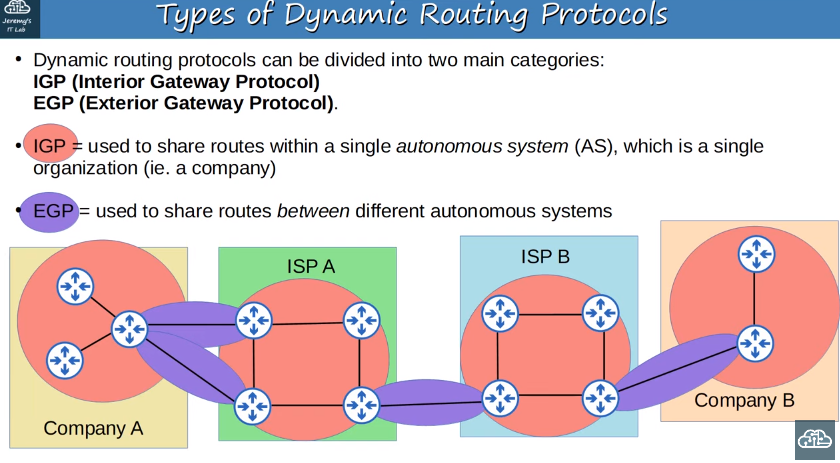 Jeremy's
IT Lab
Types of Dynamic Routing Protocols
• Dynamic routing protocols can be divided into two main categories:
IGP (Interior Gateway Protocol)
EGP (Exterior Gateway Protocol).
• IGP = used to share routes within a single autonomous system (AS), which is a single
organization (ie. a company)
• EGP = used to share routes between different autonomous systems
ISP A
ISP B
Company A
Company B